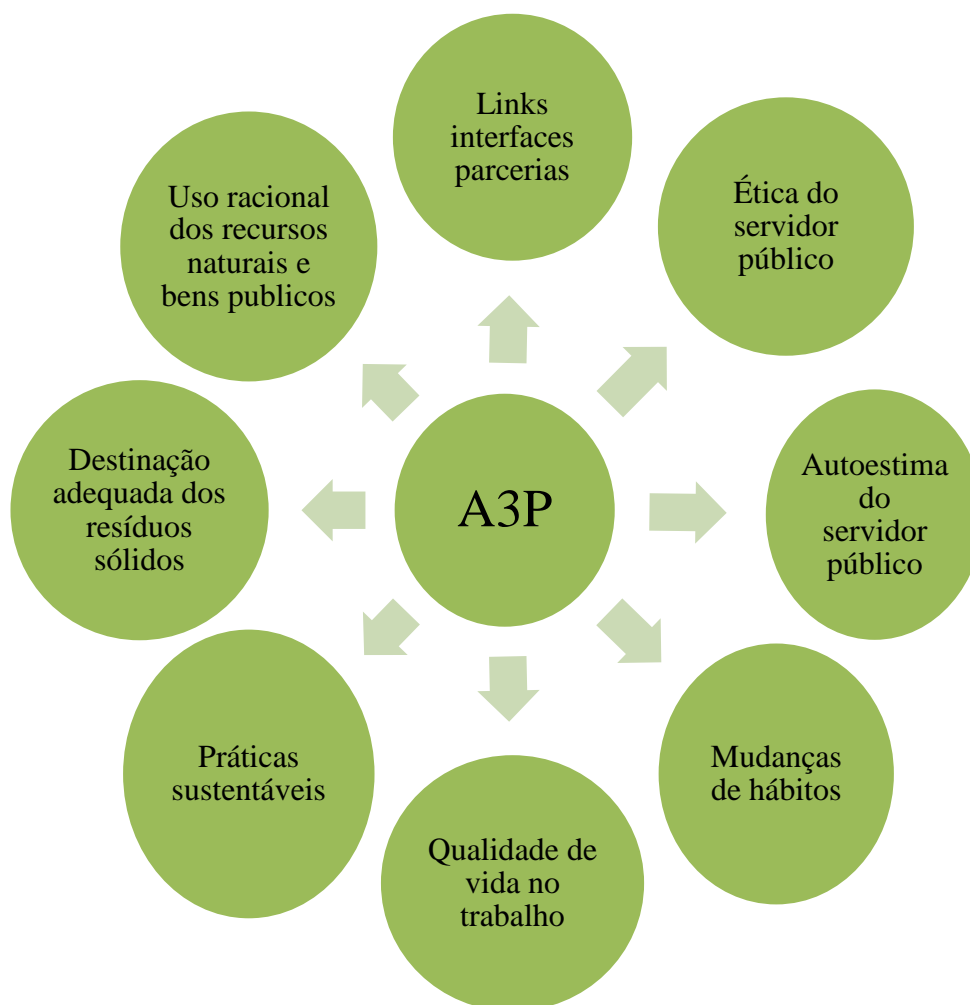 Links
interfaces
parcerias
Ética do
servidor
público
Autoestima
do
servidor
público
Mudanças
de hábitos
Qualidade de
vida no
trabalho
Práticas
sustentáveis
Destinação
adequada dos
resíduos
sólidos
Uso racional
dos recursos
naturais e
bens publicos
A3P